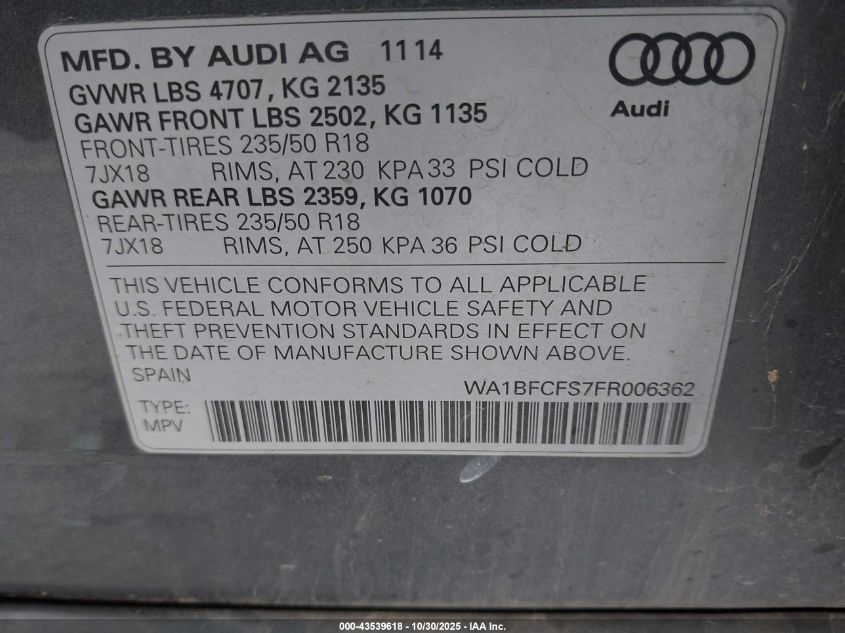 MFD. BY AUDI AG 11 14
Audi
GVWR LBS 4707, KG 2135
GAWR FRONT LBS 2502, KG 1135
FRONT-TIRES 235/50 R18
7JX18 RIMS, AT 230 KPA 33 PSI COLD
GAWR REAR LBS 2359, KG 1070
REAR-TIRES 235/50 R18
7JX18 RIMS, AT 250 KPA 36 PSI COLD
THIS VEHICLE CONFORMS TO ALL APPLICABLE
U.S. FEDERAL MOTOR VEHICLE SAFETY AND
THEFT PREVENTION STANDARDS IN EFFECT ON
THE DATE OF MANUFACTURE SHOWN ABOVE.
SPAIN
WA1BFCFS7FR006362
TYPE:
MPV
000-43539618 - 10/30/2025 - IAA Inc.